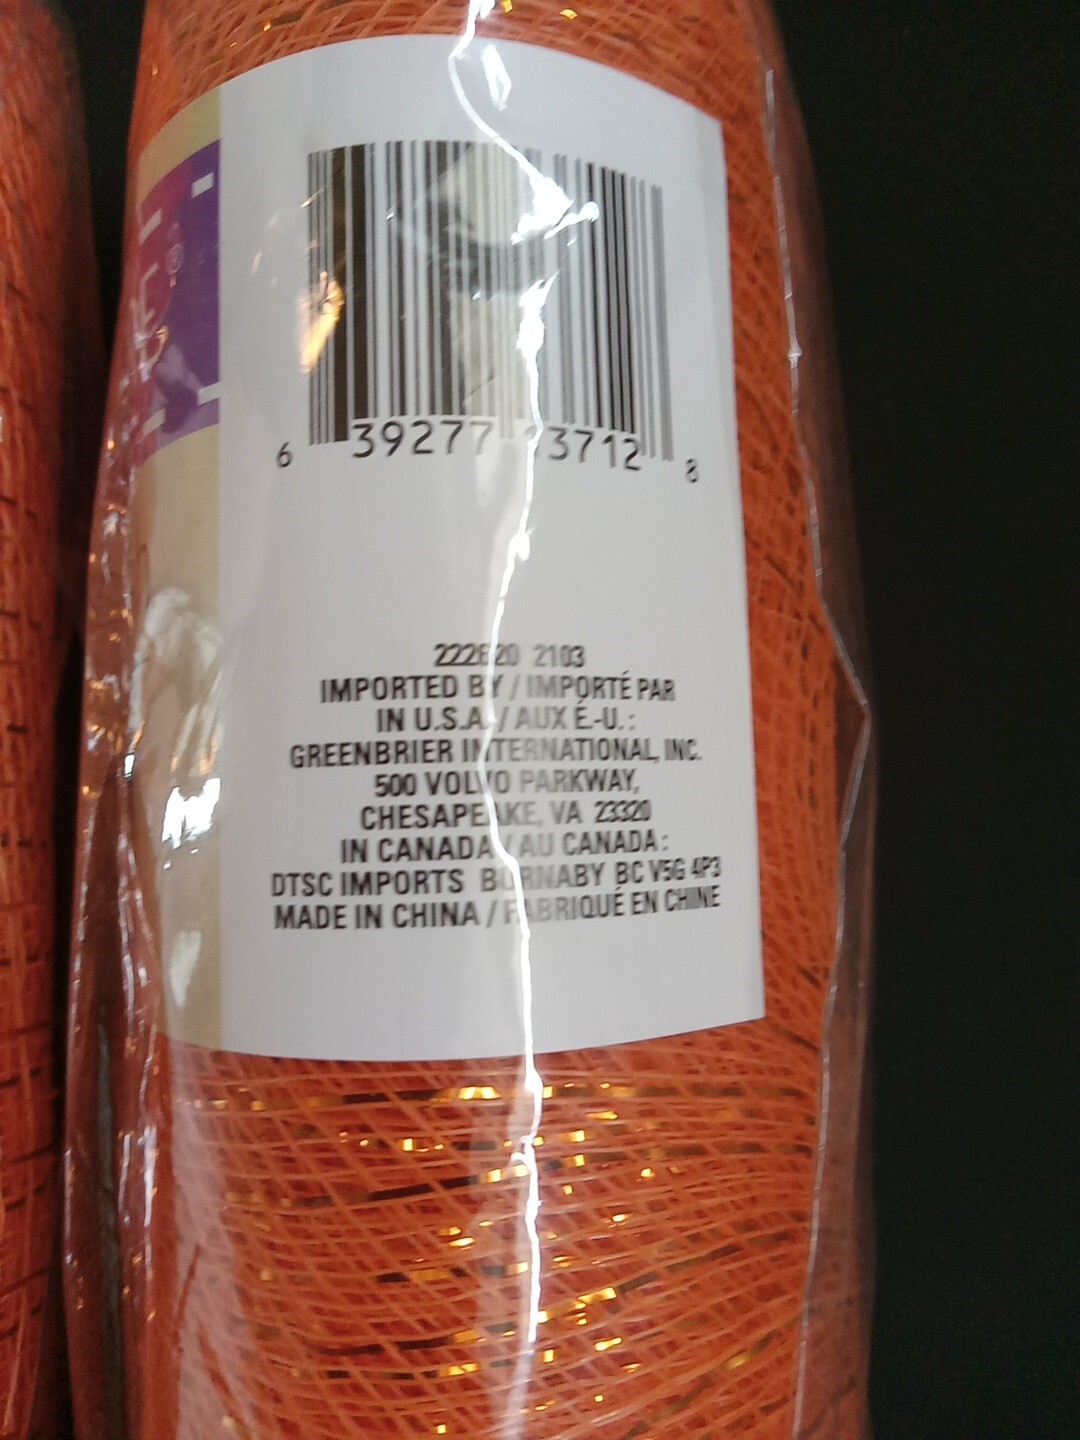 6 39277 13712 8
222620 2103
IMPORTED BY / IMPORTÉ PAR
IN U.S.A. / AUX É.-U. :
GREENBRIER INTERNATIONAL, INC.
500 VOLVO PARKWAY,
CHESAPEAKE, VA 23320
IN CANADA / AU CANADA :
DTSC IMPORTS BURNABY BC V5G 4P3
MADE IN CHINA / FABRIQUÉ EN CHINE